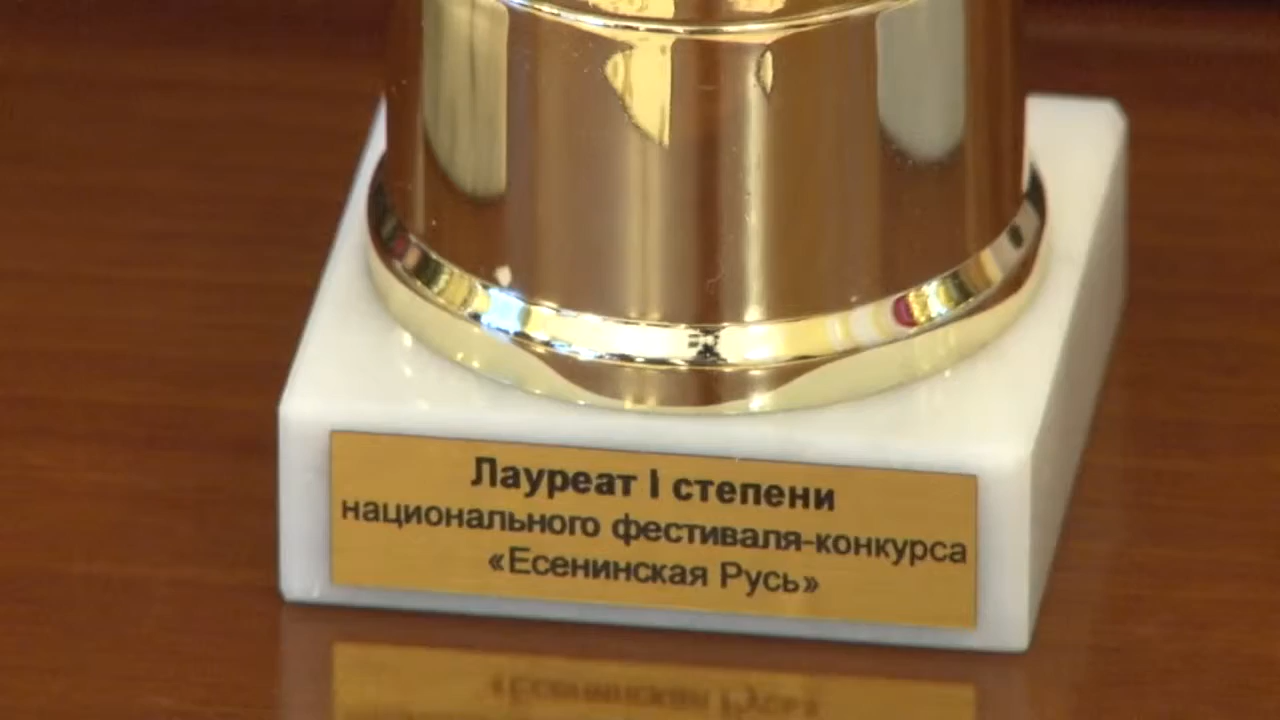 Лауреат I степени
национального фестиваля-конкурса
«Есенинская Русь»